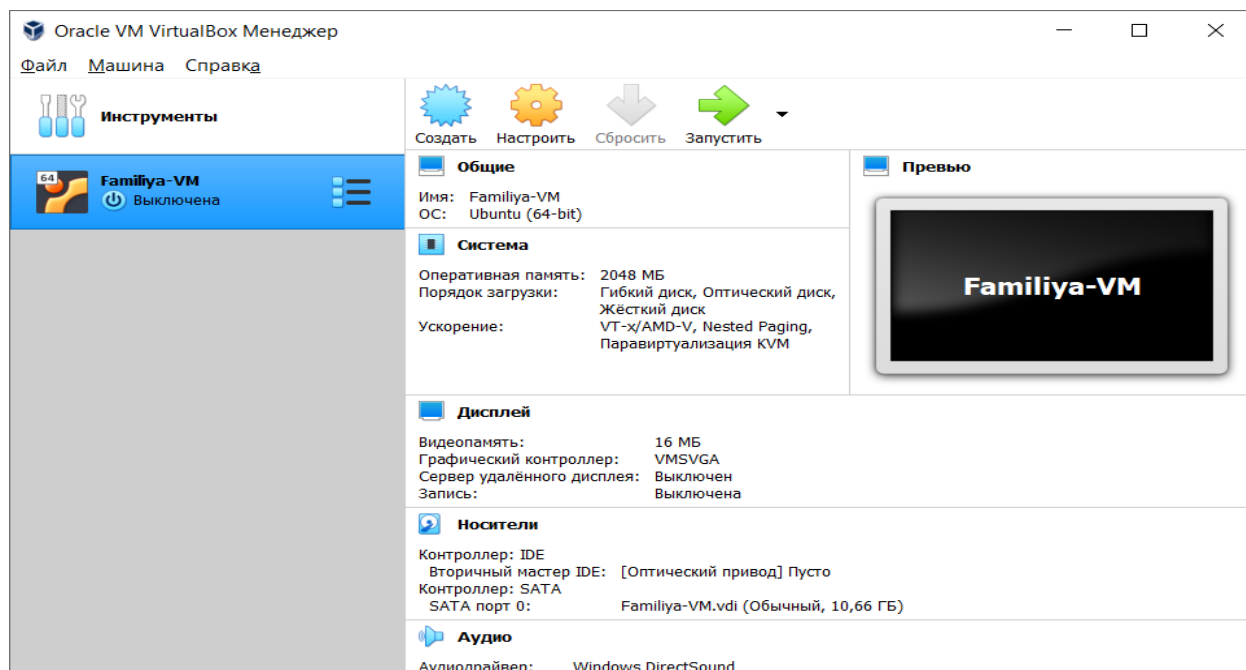 Oracle VM VirtualBox Менеджер
Файл Машина Справка
Инструменты
Создать Настроить Сбросить Запустить
64
Familiya-VM
Выключена
Общие
Имя: Familiya-VM
ОС: Ubuntu (64-bit)
Превью
Familiya-VM
Система
Оперативная память: 2048 МБ
Порядок загрузки: Гибкий диск, Оптический диск,
Жёсткий диск
Ускорение: VT-x/AMD-V, Nested Paging,
Паравиртуализация KVM
Дисплей
Видеопамять: 16 МБ
Графический контроллер: VMSVGA
Сервер удалённого дисплея: Выключен
Запись: Выключена
Носители
Контроллер: IDE
Вторичный мастер IDE: [Оптический привод] Пусто
Контроллер: SATA
SATA порт 0: Familiya-VM.vdi (Обычный, 10,66 ГБ)
Аудио
Аудиодрайвер: Windows DirectSound